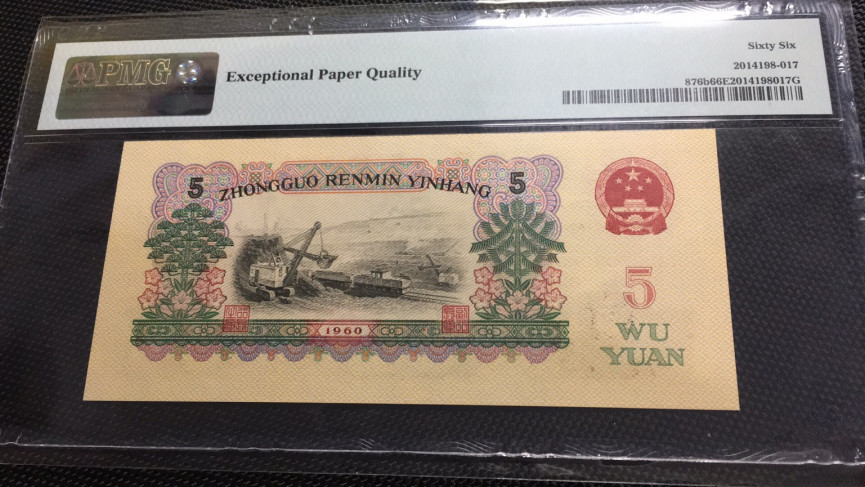 PMG
Exceptional Paper Quality
Sixty Six
2014198-017
876b66E2014198017G
5
ZHONGGUO RENMIN YINHANG
5
5
WU
YUAN
1960